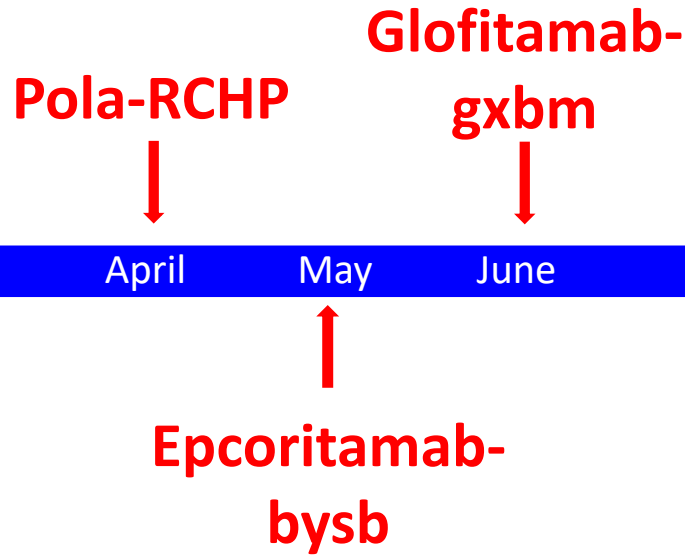 Glofitamab-
gxbm
Pola-RCHP
April May June
Epcoritamab-
bysb